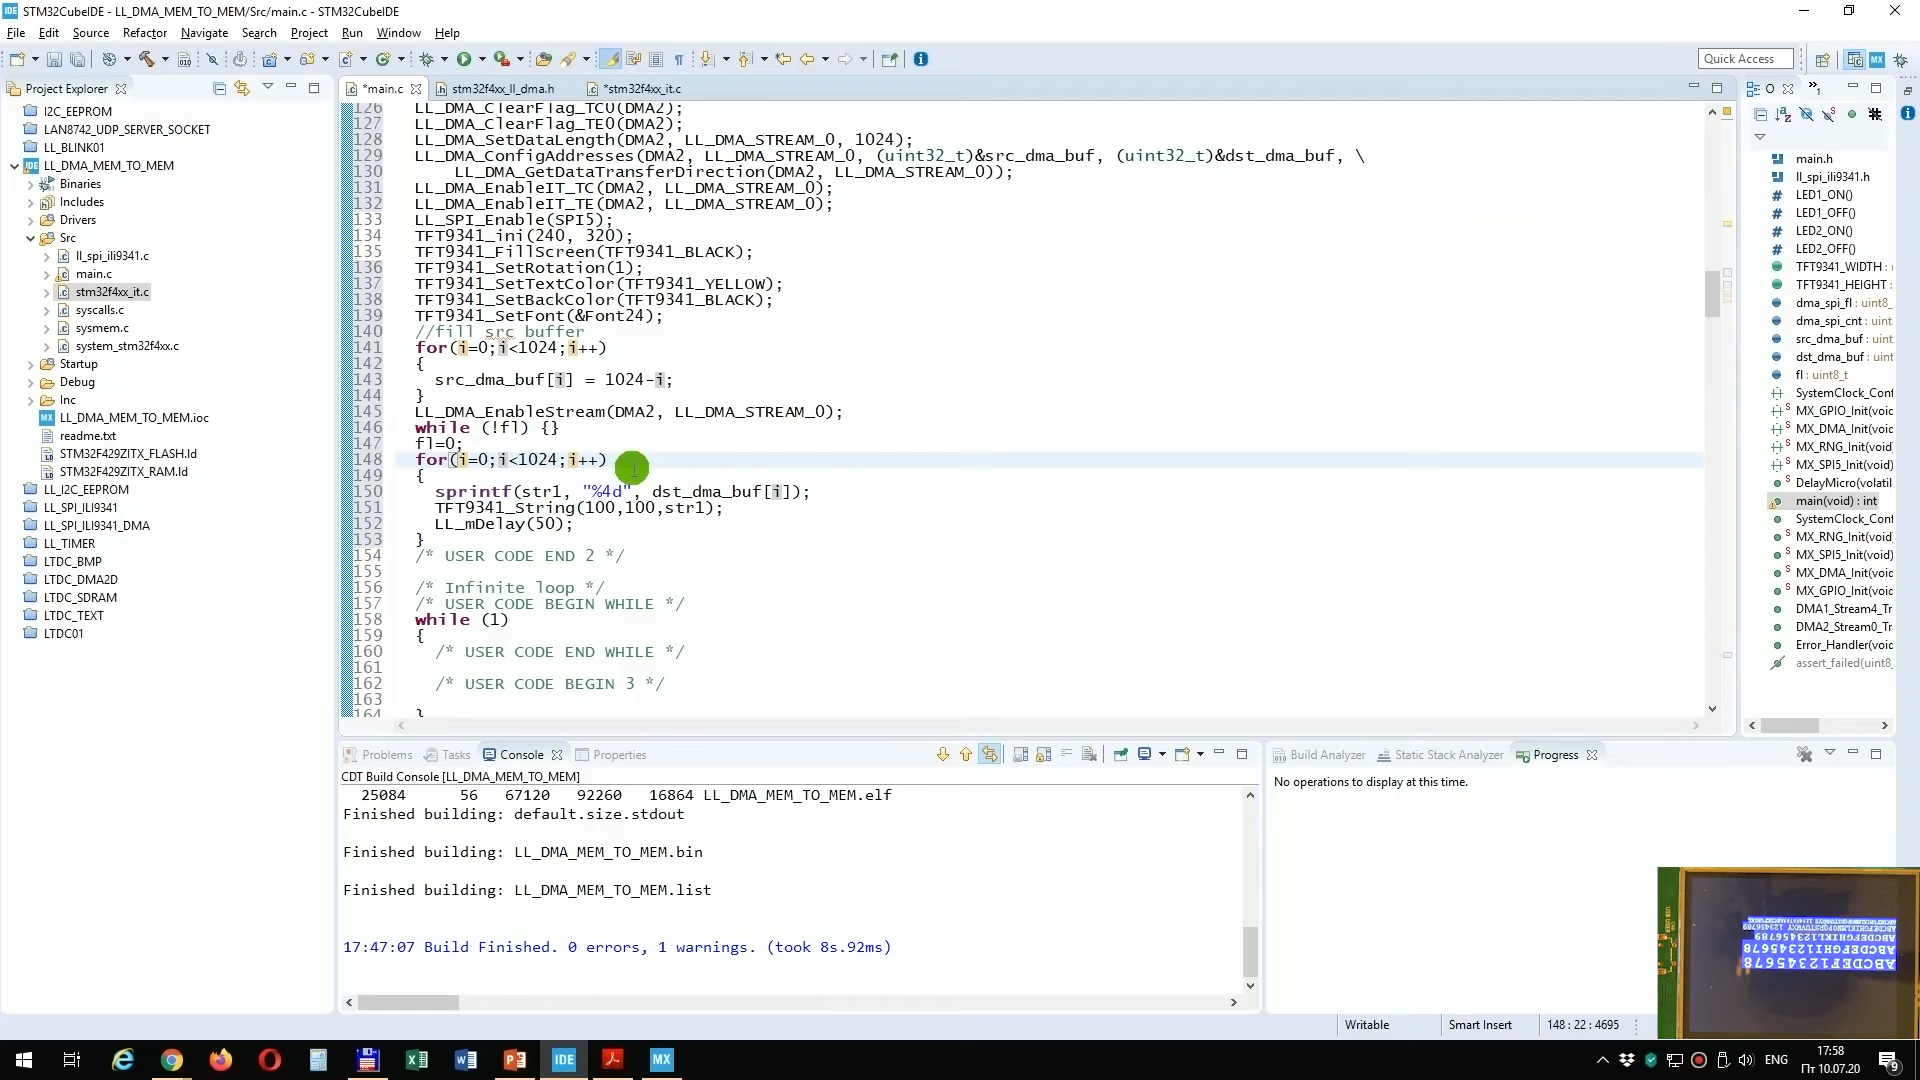 STM32CubeIDE - LL_DMA_MEM_TO_MEM/Src/main.c - STM32CubeIDE
File Edit Source Refactor Navigate Search Project Run Window Help
Quick Access
Project Explorer
I2C_EEPROM
LAN8742_UDP_SERVER_SOCKET
LL_BLINK01
LL_DMA_MEM_TO_MEM
Binaries
Includes
Drivers
Src
ll_spi_ili9341.c
main.c
stm32f4xx_it.c
syscalls.c
sysmem.c
system_stm32f4xx.c
Startup
Debug
Inc
LL_DMA_MEM_TO_MEM.ioc
readme.txt
STM32F429ZITX_FLASH.ld
STM32F429ZITX_RAM.ld
LL_I2C_EEPROM
LL_SPI_ILI9341
LL_SPI_ILI9341_DMA
LL_TIMER
LTDC_BMP
LTDC_DMA2D
LTDC_SDRAM
LTDC_TEXT
LTDC01
*main.c stm32f4xx_ll_dma.h *stm32f4xx_it.c
126 LL_DMA_ClearFlag_TC0(DMA2);
127 LL_DMA_ClearFlag_TE0(DMA2);
128 LL_DMA_SetDataLength(DMA2, LL_DMA_STREAM_0, 1024);
129 LL_DMA_ConfigAddresses(DMA2, LL_DMA_STREAM_0, (uint32_t)&src_dma_buf, (uint32_t)&dst_dma_buf, \
130 LL_DMA_GetDataTransferDirection(DMA2, LL_DMA_STREAM_0));
131 LL_DMA_EnableIT_TC(DMA2, LL_DMA_STREAM_0);
132 LL_DMA_EnableIT_TE(DMA2, LL_DMA_STREAM_0);
133 LL_SPI_Enable(SPI5);
134 TFT9341_ini(240, 320);
135 TFT9341_FillScreen(TFT9341_BLACK);
136 TFT9341_SetRotation(1);
137 TFT9341_SetTextColor(TFT9341_YELLOW);
138 TFT9341_SetBackColor(TFT9341_BLACK);
139 TFT9341_SetFont(&Font24);
140 //fill src buffer
141 for(i=0;i<1024;i++)
142 {
143 src_dma_buf[i] = 1024-i;
144 }
145 LL_DMA_EnableStream(DMA2, LL_DMA_STREAM_0);
146 while (!fl) {}
147 fl=0;
148 for(i=0;i<1024;i++)
149 {
150 sprintf(str1, "%4d", dst_dma_buf[i]);
151 TFT9341_String(100,100,str1);
152 LL_mDelay(50);
153 }
154 /* USER CODE END 2 */
155
156 /* Infinite loop */
157 /* USER CODE BEGIN WHILE */
158 while (1)
159 {
160 /* USER CODE END WHILE */
161
162 /* USER CODE BEGIN 3 */
163
164 }
O
main.h
ll_spi_ili9341.h
LED1_ON()
LED1_OFF()
LED2_ON()
LED2_OFF()
TFT9341_WIDTH :
TFT9341_HEIGHT :
dma_spi_fl : uint8_
dma_spi_cnt : uint
src_dma_buf : uint
dst_dma_buf : uint
fl : uint8_t
SystemClock_Conf
MX_GPIO_Init(void
MX_DMA_Init(voic
MX_RNG_Init(void
MX_SPI5_Init(void)
DelayMicro(volatil
main(void) : int
SystemClock_Conf
MX_RNG_Init(void
MX_SPI5_Init(void)
MX_DMA_Init(voic
MX_GPIO_Init(void
DMA1_Stream4_Tr
DMA2_Stream0_Tr
Error_Handler(voic
assert_failed(uint8_
Problems Tasks Console Properties
CDT Build Console [LL_DMA_MEM_TO_MEM]
25084 56 67120 92260 16864 LL_DMA_MEM_TO_MEM.elf
Finished building: default.size.stdout
Finished building: LL_DMA_MEM_TO_MEM.bin
Finished building: LL_DMA_MEM_TO_MEM.list
17:47:07 Build Finished. 0 errors, 1 warnings. (took 8s.92ms)
Build Analyzer Static Stack Analyzer Progress
No operations to display at this time.
Writable Smart Insert 148 : 22 : 4695
ABCDEF12345678
ENG
17:58
Пт 10.07.20